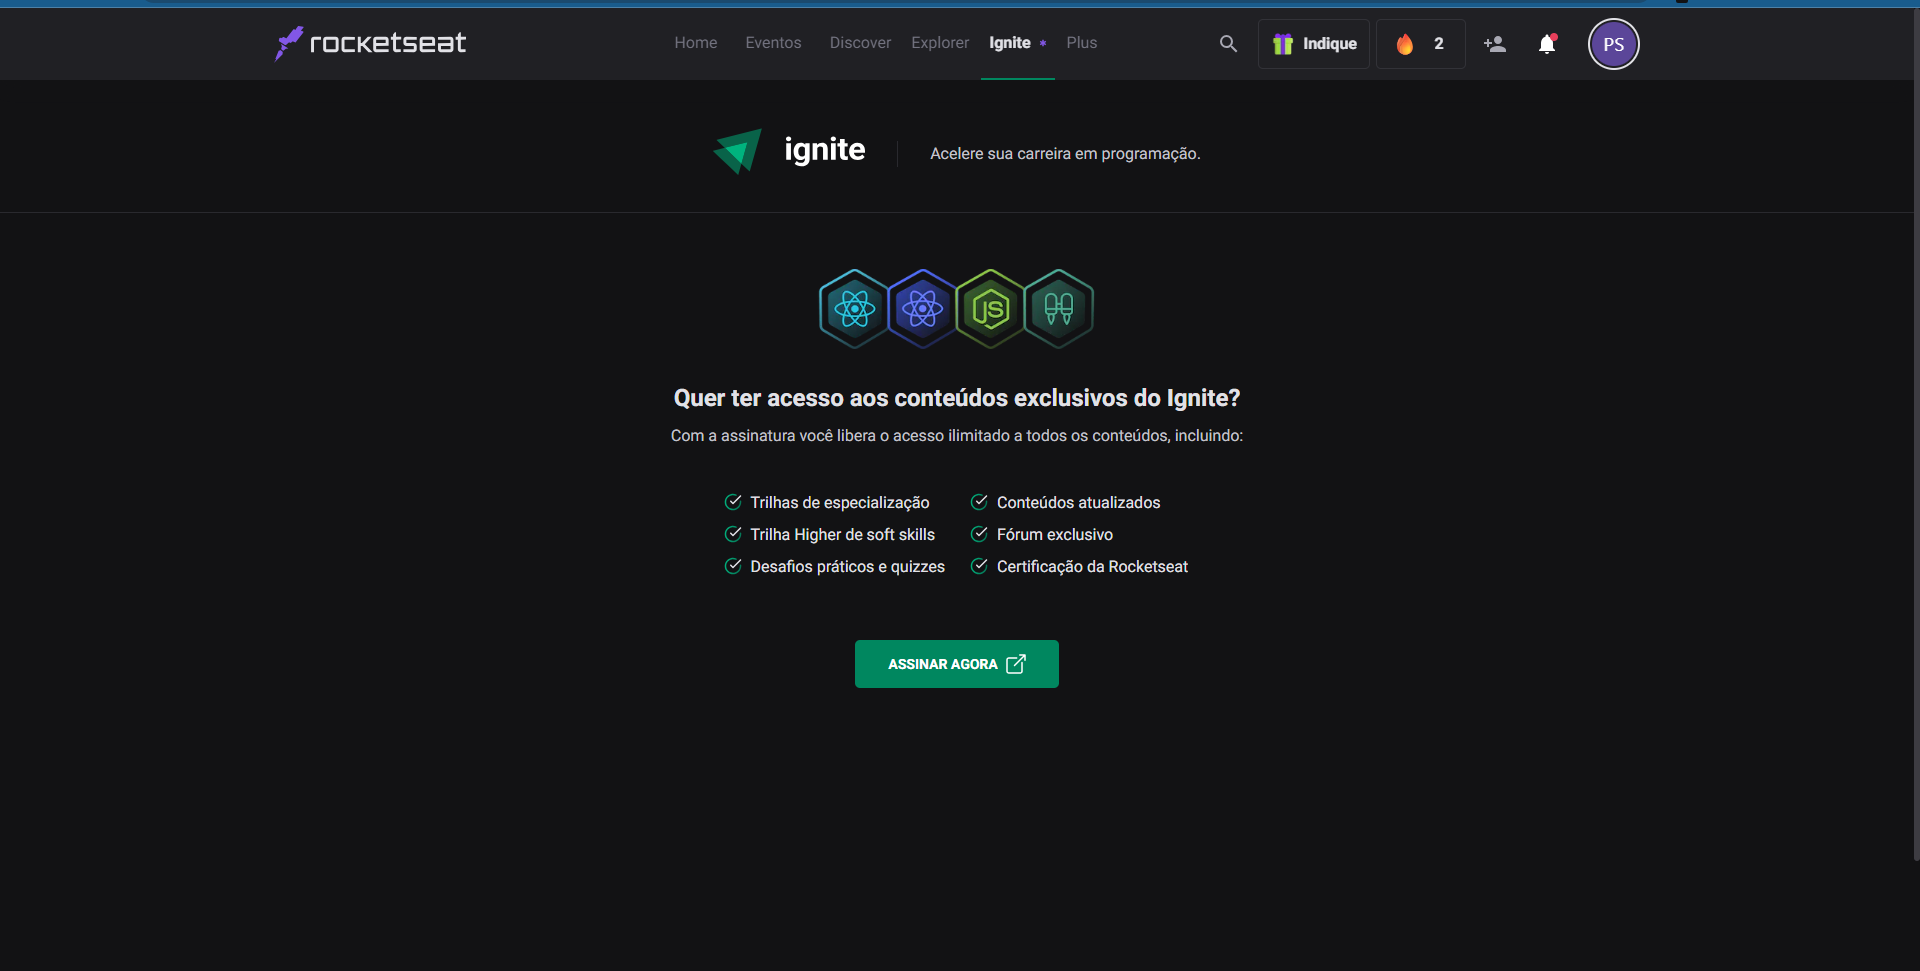 rocketseat
Home Eventos Discover Explorer Ignite * Plus Indique 2 PS
ignite Acelere sua carreira em programação.
JS
Quer ter acesso aos conteúdos exclusivos do Ignite?
Com a assinatura você libera o acesso ilimitado a todos os conteúdos, incluindo:
Trilhas de especialização Conteúdos atualizados
Trilha Higher de soft skills Fórum exclusivo
Desafios práticos e quizzes Certificação da Rocketseat
ASSINAR AGORA